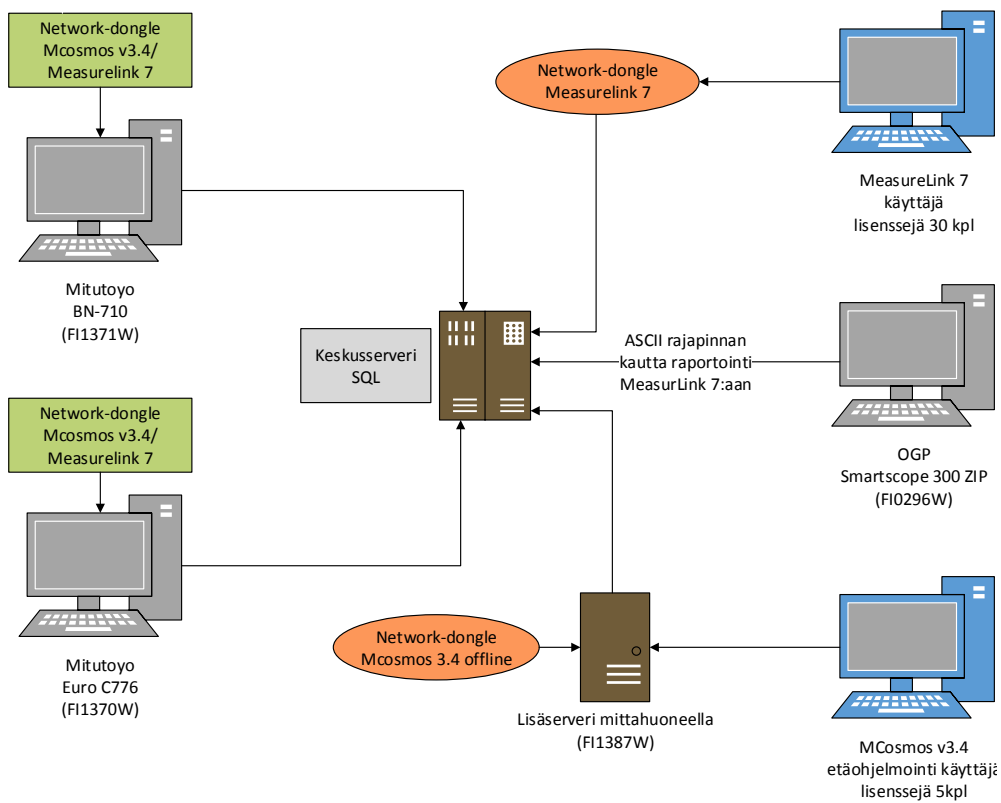 Network-dongle
Mcosmos v3.4/
Measurelink 7
Mitutoyo
BN-710
(FI1371W)
Network-dongle
Measurelink 7
MeasureLink 7
käyttäjä
lisenssejä 30 kpl
Keskusserveri
SQL
ASCII rajapinnan
kautta raportointi
MeasurLink 7:aan
OGP
Smartscope 300 ZIP
(FI0296W)
Network-dongle
Mcosmos v3.4/
Measurelink 7
Mitutoyo
Euro C776
(FI1370W)
Network-dongle
Mcosmos 3.4 offline
Lisäserveri mittahuoneella
(FI1387W)
MCosmos v3.4
etäohjelmointi käyttäjä
lisenssejä 5kpl